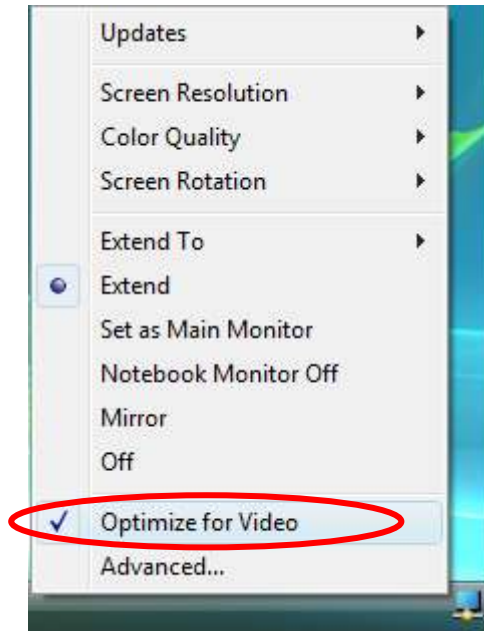 Updates
Screen Resolution
Color Quality
Screen Rotation
Extend To
Extend
Set as Main Monitor
Notebook Monitor Off
Mirror
Off
Optimize for Video
Advanced...